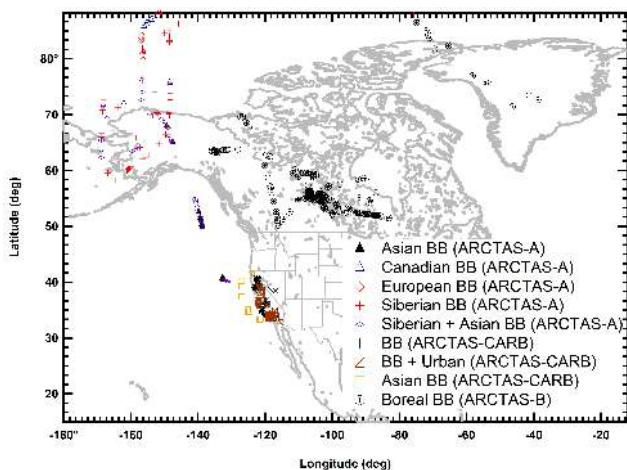 80°
70
60
50
40
30
20
15
-180°
-160
-140
-120
-100
-80
-60
-40
-20
Latitude (deg)
Longitude (deg)
Asian BB (ARCTAS-A)
Canadian BB (ARCTAS-A)
European BB (ARCTAS-A)
Siberian BB (ARCTAS-A)
Siberian + Asian BB (ARCTAS-A)
BB (ARCTAS-CARB)
BB + Urban (ARCTAS-CARB)
Asian BB (ARCTAS-CARB)
Boreal BB (ARCTAS-B)